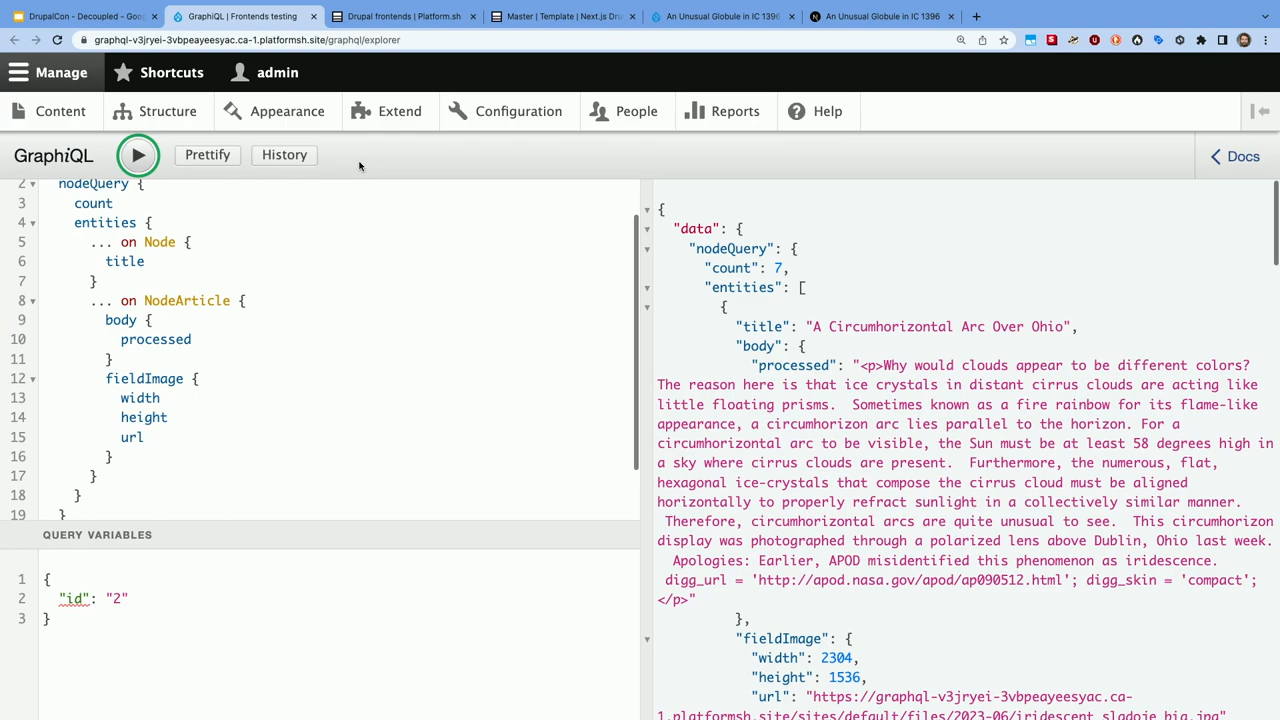 DrupalCon - Decoupled - Goo
GraphiQL | Frontends testing
Drupal frontends | Platform.sh
Master | Template | Next.js Dru
An Unusual Globule in IC 1396
An Unusual Globule in IC 1396
graphql-v3jryei-3vbpeayeesyac.ca-1.platformsh.site/graphql/explorer
Manage
Shortcuts
admin
Content
Structure
Appearance
Extend
Configuration
People
Reports
Help
GraphiQL
Prettify
History
Docs
2 nodeQuery {
3 count
4 entities {
5 ... on Node {
6 title
7 }
8 ... on NodeArticle {
9 body {
10 processed
11 }
12 fieldImage {
13 width
14 height
15 url
16 }
17 }
18 }
19 }
QUERY VARIABLES
1 {
2 "id": "2"
3 }
{
"data": {
"nodeQuery": {
"count": 7,
"entities": [
{
"title": "A Circumhorizontal Arc Over Ohio",
"body": {
"processed": "<p>Why would clouds appear to be different colors?
The reason here is that ice crystals in distant cirrus clouds are acting like
little floating prisms.  Sometimes known as a fire rainbow for its flame-like
appearance, a circumhorizon arc lies parallel to the horizon. For a
circumhorizontal arc to be visible, the Sun must be at least 58 degrees high in
a sky where cirrus clouds are present.  Furthermore, the numerous, flat,
hexagonal ice-crystals that compose the cirrus cloud must be aligned
horizontally to properly refract sunlight in a collectively similar manner.
Therefore, circumhorizontal arcs are quite unusual to see.  This circumhorizon
display was photographed through a polarized lens above Dublin, Ohio last week.
Apologies: Earlier, APOD misidentified this phenomenon as iridescence.
digg_url = 'http://apod.nasa.gov/apod/ap090512.html'; digg_skin = 'compact';
</p>"
},
"fieldImage": {
"width": 2304,
"height": 1536,
"url": "https://graphql-v3jryei-3vbpeayeesyac.ca-
1.platformsh.site/sites/default/files/2023-06/iridescent_sladoje_big.jpg"